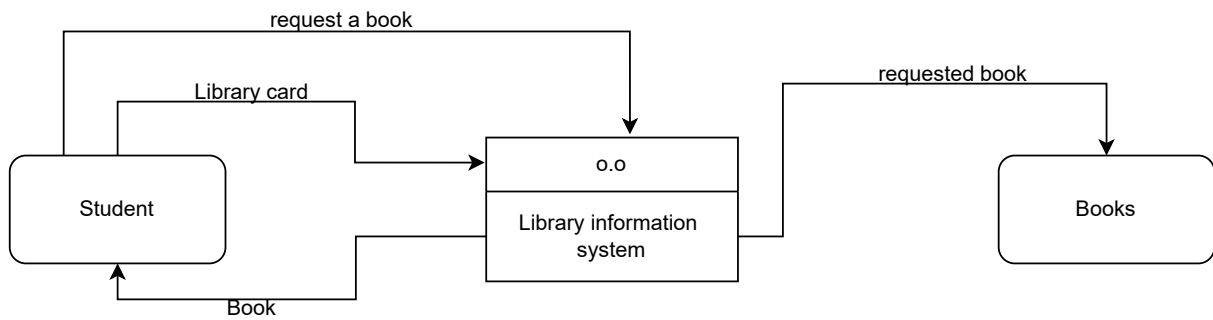 request a book
requested book
Library card
o.o
Student
Library information
system
Books
Book